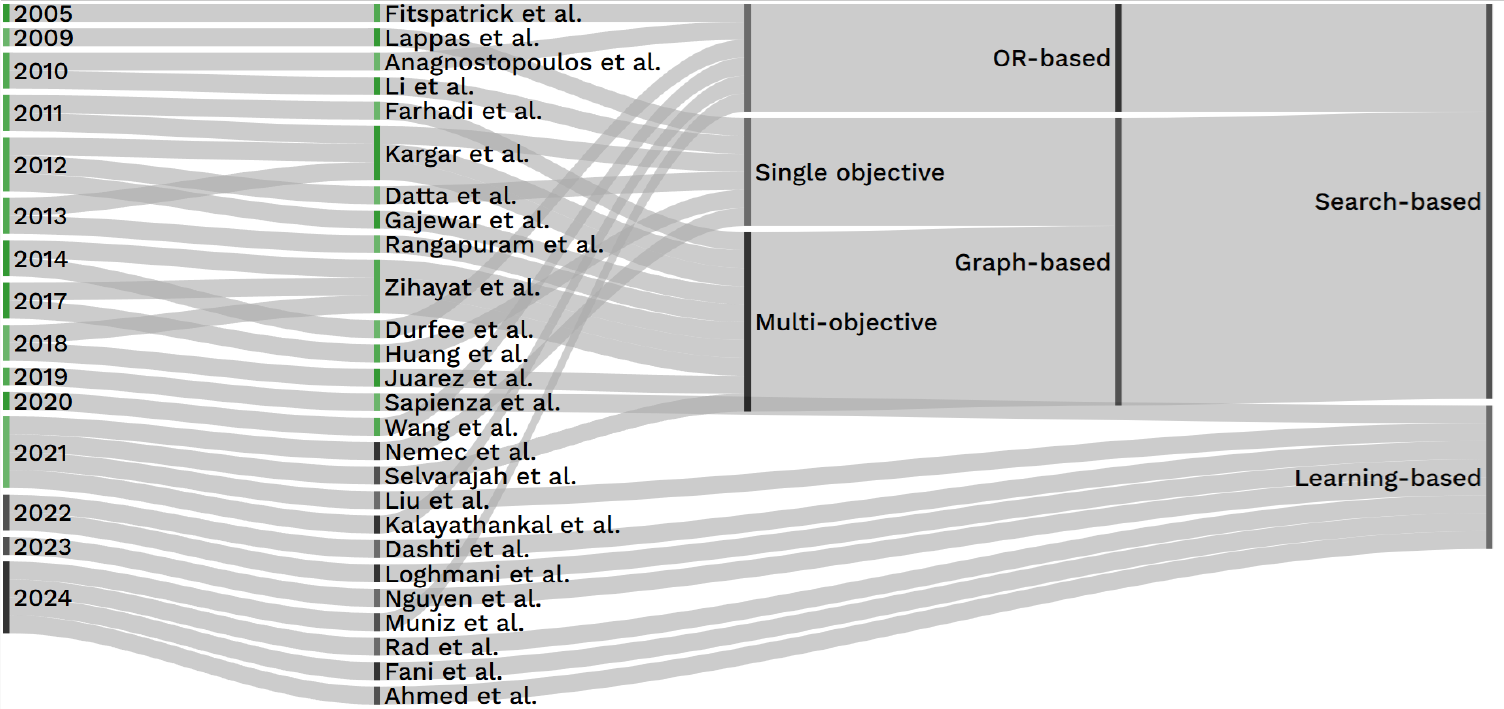 2005
2009
2010
2011
2012
2013
2014
2017
2018
2019
2020
2021
2022
2023
2024
Fitspatrick et al.
Lappas et al.
Anagnostopoulos et al.
Li et al.
Farhadi et al.
Kargar et al.
Datta et al.
Gajewar et al.
Rangapuram et al.
Zihayat et al.
Durfee et al.
Huang et al.
Juarez et al.
Sapienza et al.
Wang et al.
Nemec et al.
Selvarajah et al.
Liu et al.
Kalayathankal et al.
Dashti et al.
Loghmani et al.
Nguyen et al.
Muniz et al.
Rad et al.
Fani et al.
Ahmed et al.
Single objective
Multi-objective
OR-based
Graph-based
Search-based
Learning-based